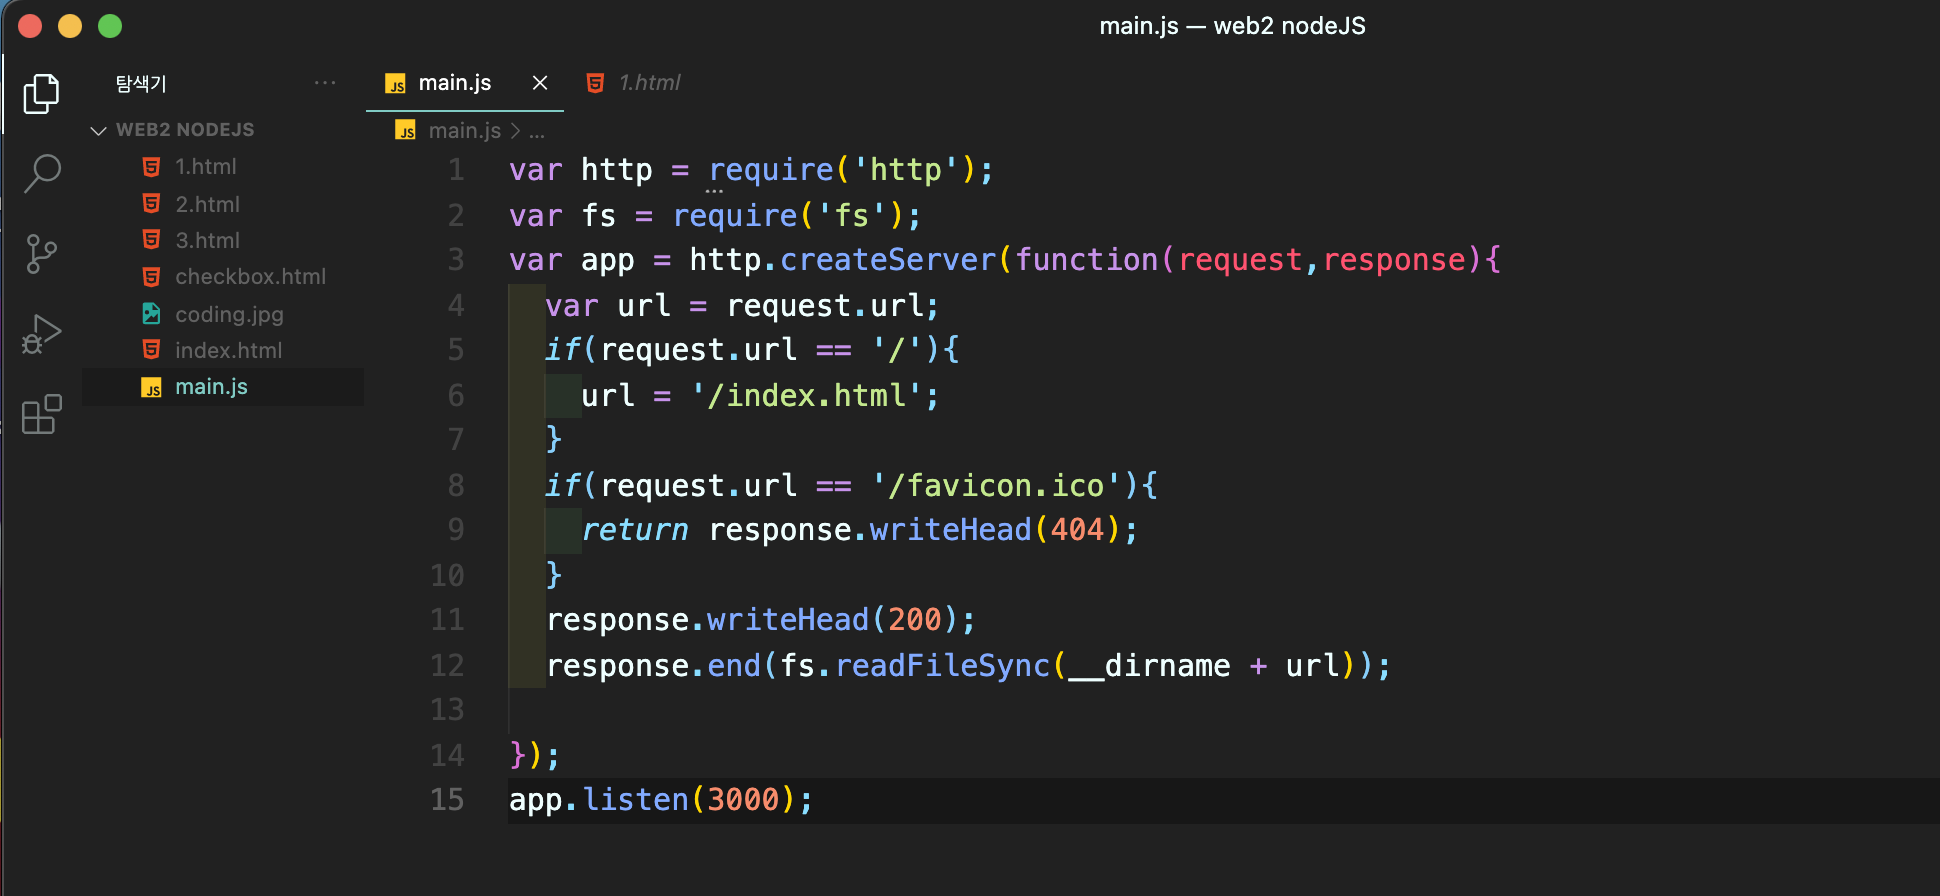 main.js — web2 nodeJS
탐색기 ...
main.js
1.html
WEB2 NODEJS
1.html
2.html
3.html
checkbox.html
coding.jpg
index.html
main.js
main.js > ...
1 var http = require('http');
2 var fs = require('fs');
3 var app = http.createServer(function(request,response){
4   var url = request.url;
5   if(request.url == '/'){
6     url = '/index.html';
7   }
8   if(request.url == '/favicon.ico'){
9     return response.writeHead(404);
10   }
11   response.writeHead(200);
12   response.end(fs.readFileSync(__dirname + url));
13
14 });
15 app.listen(3000);